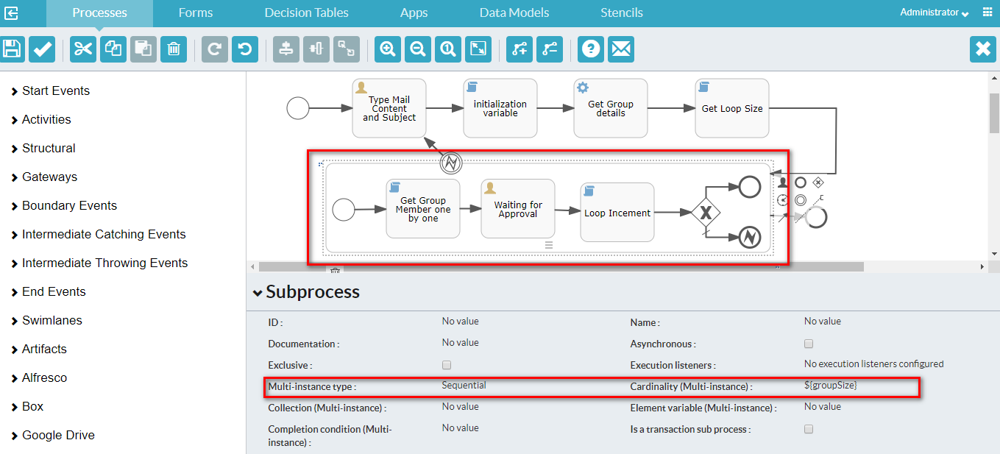 Processes Forms Decision Tables Apps Data Models Stencils Administrator
Start Events
Activities
Structural
Gateways
Boundary Events
Intermediate Catching Events
Intermediate Throwing Events
End Events
Swimlanes
Artifacts
Alfresco
Box
Google Drive
Type Mail
Content
and Subject
initialization
variable
Get Group
details
Get Loop Size
Get Group
Member one
by one
Waiting for
Approval
Loop Incement
Subprocess
ID : No value Name : No value
Documentation : No value Asynchronous :
Exclusive : Execution listeners : No execution listeners configured
Multi-instance type : Sequential Cardinality (Multi-instance) : ${groupSize}
Collection (Multi-instance) : No value Element variable (Multi-instance) : No value
Completion condition (Multi- No value Is a transaction sub process :
instance) :